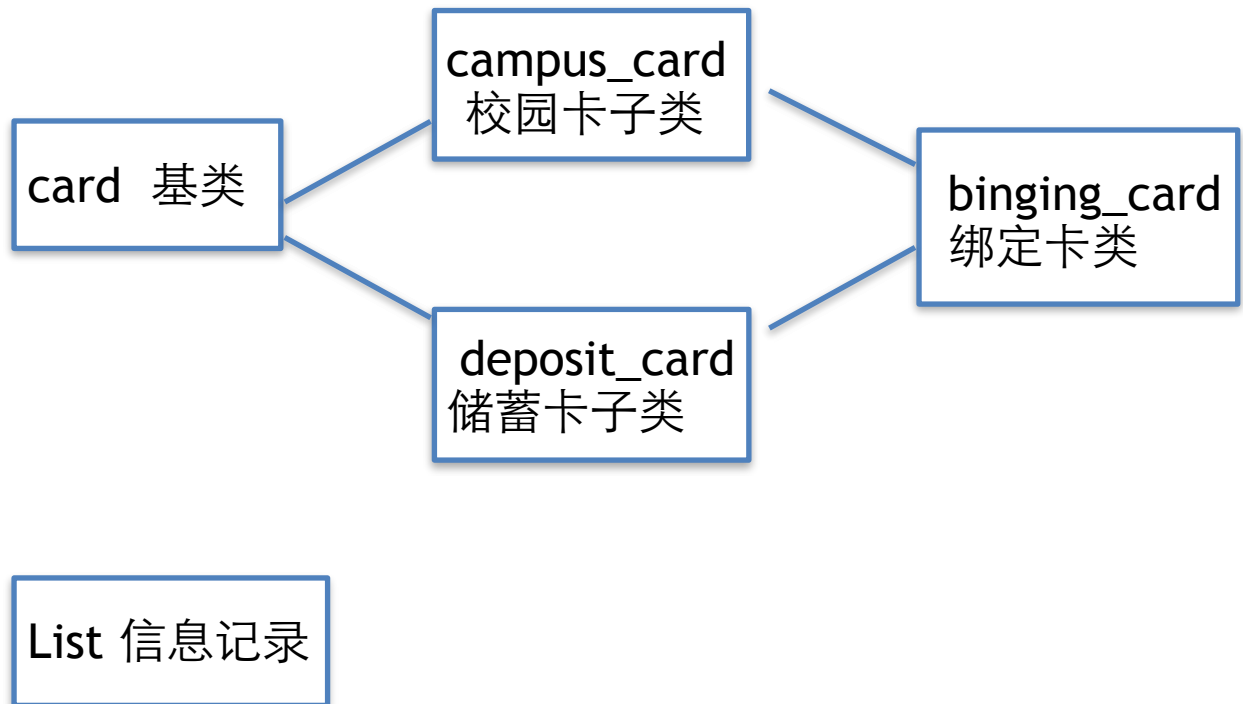 campus_card
校园卡子类
card 基类
binging_card
绑定卡类
deposit_card
储蓄卡子类
List 信息记录